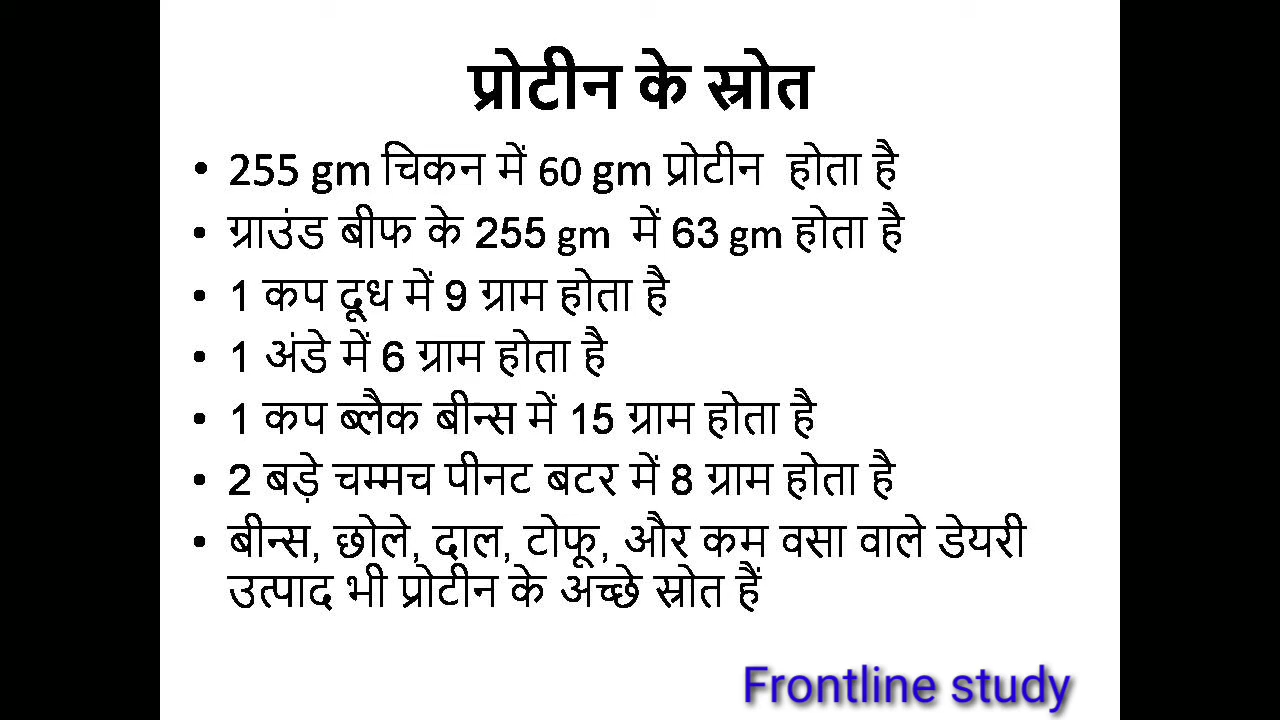 प्रोटीन के स्रोत
• 255 gm चिकन में 60 gm प्रोटीन होता है
• ग्राउंड बीफ के 255 gm में 63 gm होता है
• 1 कप दूध में 9 ग्राम होता है
• 1 अंडे में 6 ग्राम होता है
• 1 कप ब्लैक बीन्स में 15 ग्राम होता है
• 2 बड़े चम्मच पीनट बटर में 8 ग्राम होता है
• बीन्स, छोले, दाल, टोफू, और कम वसा वाले डेयरी
उत्पाद भी प्रोटीन के अच्छे स्रोत हैं
Frontline study